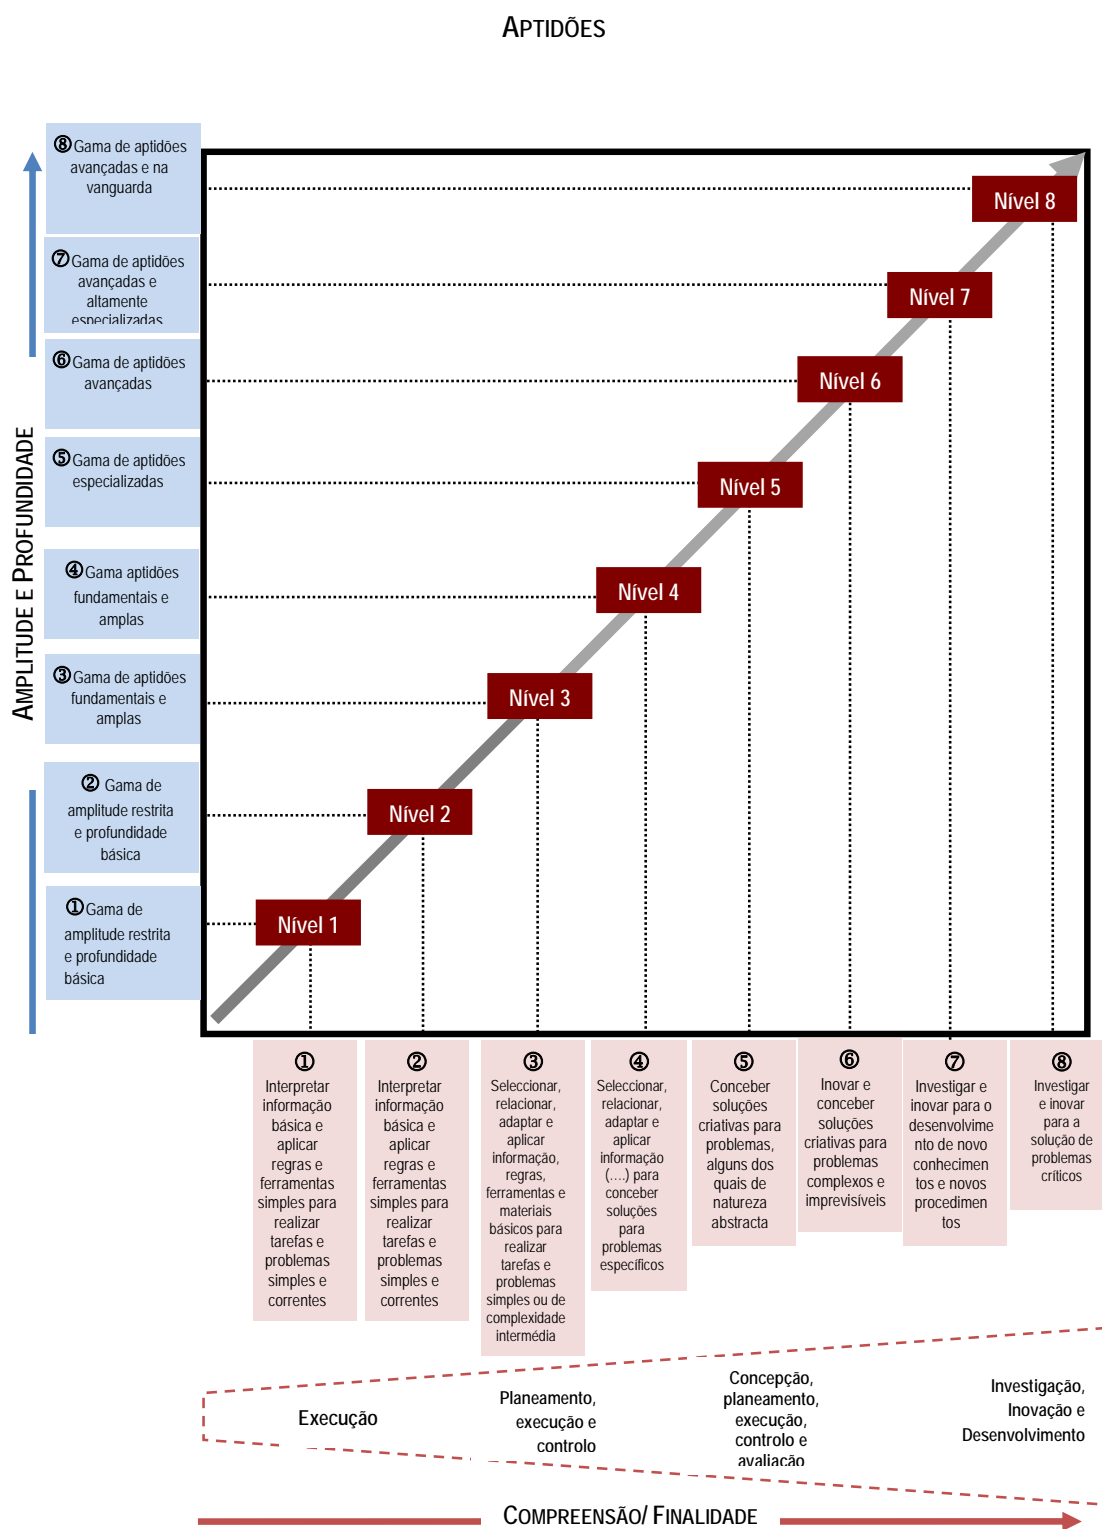 APTIDÕES
⑧Gama de aptidões
avançadas e na
vanguarda
⑦Gama de aptidões
avançadas e
altamente
especializadas
⑥Gama de aptidões
avançadas
⑤Gama de aptidões
especializadas
④Gama aptidões
fundamentais e
amplas
③Gama de aptidões
fundamentais e
amplas
② Gama de
amplitude restrita
e profundidade
básica
①Gama de
amplitude restrita
e profundidade
básica
AMPLITUDE E PROFUNDIDADE
Nível 8
Nível 7
Nível 6
Nível 5
Nível 4
Nível 3
Nível 2
Nível 1
①
Interpretar
informação
básica e
aplicar
regras e
ferramentas
simples para
realizar
tarefas e
problemas
simples e
correntes
②
Interpretar
informação
básica e
aplicar
regras e
ferramentas
simples para
realizar
tarefas e
problemas
simples e
correntes
③
Seleccionar,
relacionar,
adaptar e
aplicar
informação,
regras,
ferramentas e
materiais
básicos para
realizar
tarefas e
problemas
simples ou de
complexidade
intermédia
④
Seleccionar,
relacionar,
adaptar e
aplicar
informação
(....) para
conceber
soluções
para
problemas
específicos
⑤
Conceber
soluções
criativas para
problemas,
alguns dos
quais de
natureza
abstracta
⑥
Inovar e
conceber
soluções
criativas para
problemas
complexos e
imprevisíveis
⑦
Investigar e
inovar para o
desenvolvime
nto de novo
conhecimen
tos e novos
procedimen
tos
⑧
Investigar
e inovar
para a
solução de
problemas
críticos
Execução
Planeamento,
execução e
controlo
Concepção,
planeamento,
execução,
controlo e
avaliação
Investigação,
Inovação e
Desenvolvimento
COMPREENSÃO/ FINALIDADE